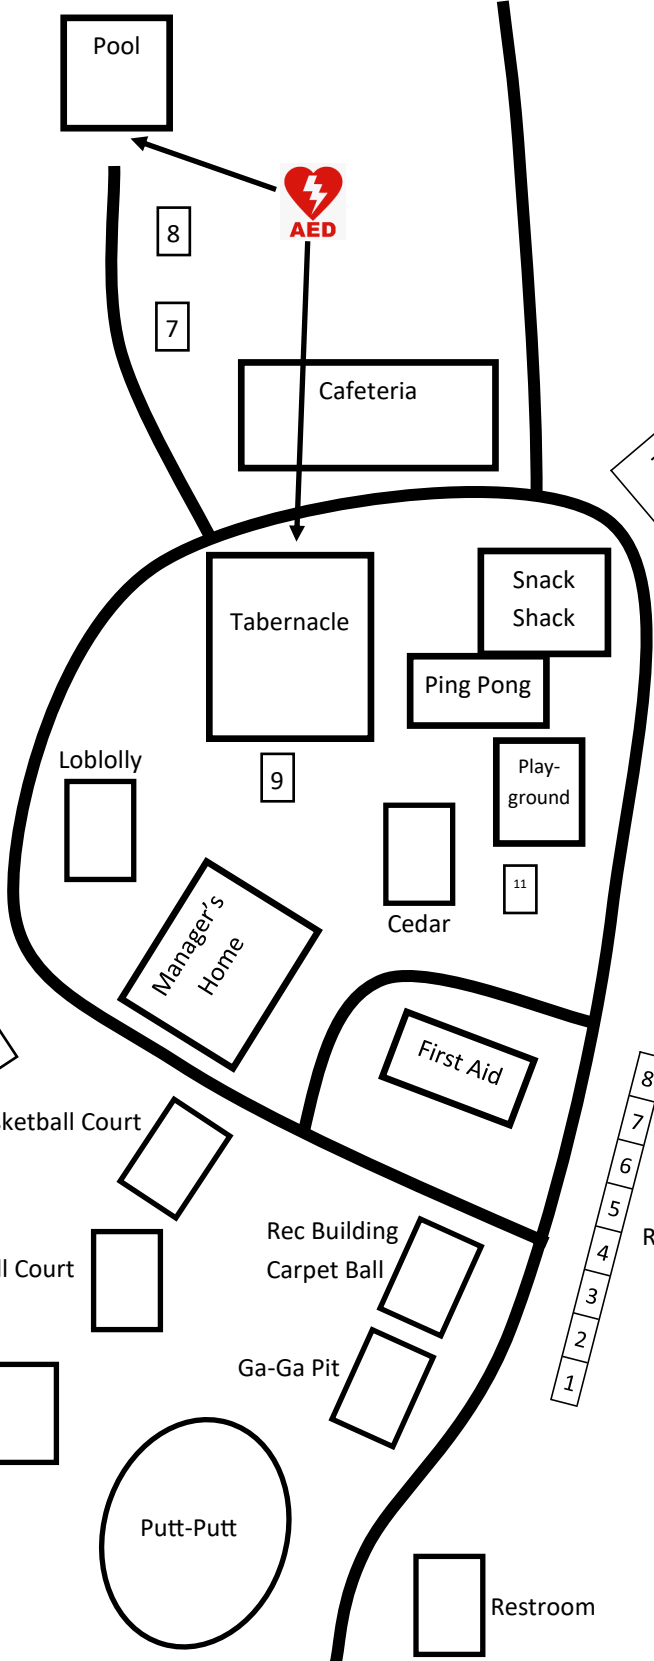 Pool
AED
8
7
Cafeteria
Snack
Shack
Tabernacle
Ping Pong
Loblolly
Play-
ground
9
11
Cedar
Manager's
Home
First Aid
8
7
6
5
4
3
2
1
ketball Court
Rec Building
Carpet Ball
R
l Court
Ga-Ga Pit
Putt-Putt
Restroom